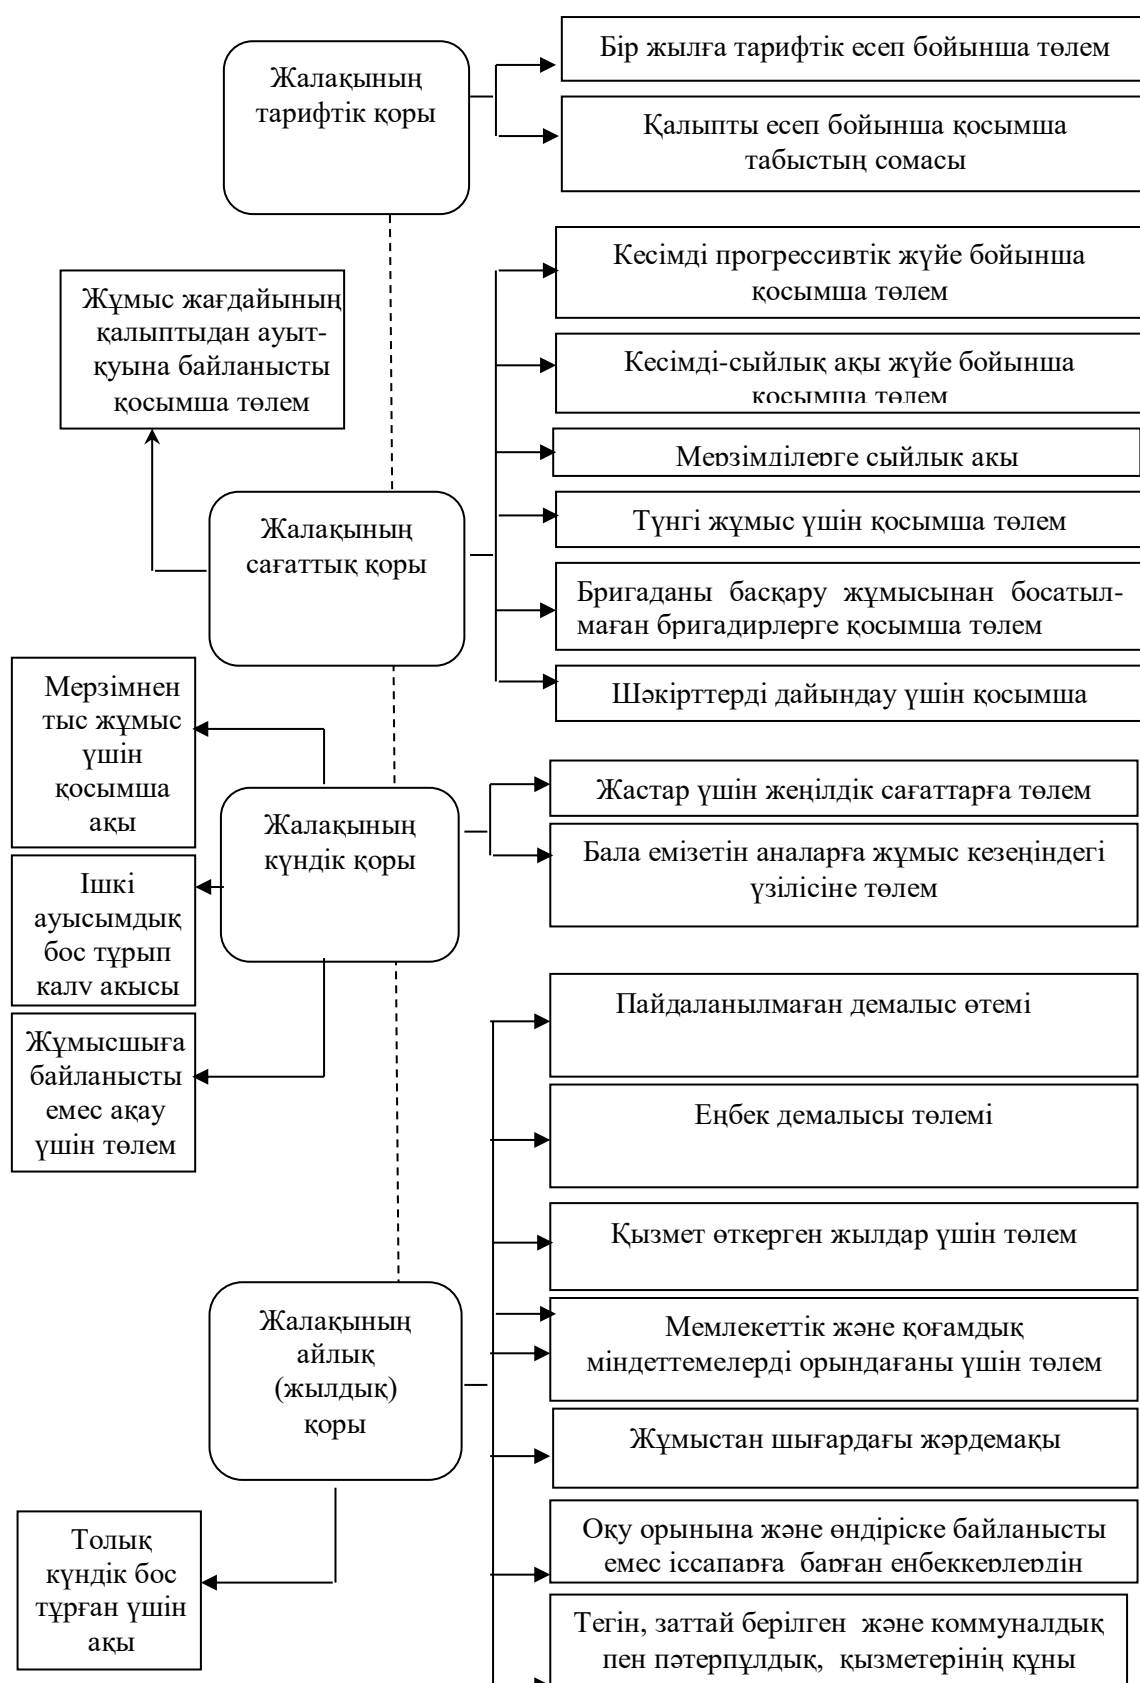 Жалақының
тарифтік қоры
Бір жылға тарифтік есеп бойынша төлем
Қалыпты есеп бойынша қосымша
табыстың сомасы
Жұмыс жағдайының
қалыптыдан ауыт-
қуына байланысты
қосымша төлем
Кесімді прогрессивтік жүйе бойынша
қосымша төлем
Кесімді-сыйлық ақы жүйе бойынша
қосымша төлем
Мерзімділерге сыйлық ақы
Жалақының
сағаттық қоры
Түнгі жұмыс үшін қосымша төлем
Бригаданы басқару жұмысынан босатыл-
маған бригадирлерге қосымша төлем
Шәкірттерді дайындау үшін қосымша
Мерзімнен
тыс жұмыс
үшін
қосымша
ақы
Жалақының
күндік қоры
Жастар үшін жеңілдік сағаттарға төлем
Бала емізетін аналарға жұмыс кезеңіндегі
үзілісіне төлем
Ішкі
ауысымдық
бос тұрып
қалу ақысы
Жұмысшыға
байланысты
емес ақау
үшін төлем
Пайдаланылмаған демалыс өтемі
Еңбек демалысы төлемі
Қызмет өткерген жылдар үшін төлем
Жалақының
айлық
(жылдық)
қоры
Мемлекеттік және қоғамдық
міндеттемелерді орындағаны үшін төлем
Жұмыстан шығардағы жәрдемақы
Толық
күндік бос
тұрған үшін
ақы
Оқу орынына және өндіріске байланысты
емес іссапарға барған еңбеккерлердің
Тегін, заттай берілген және коммуналдық
пен пәтерпұлдық, қызметерінің құны